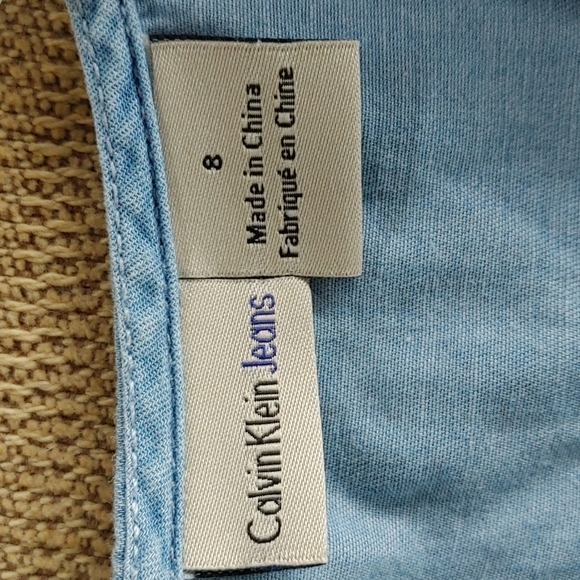 Calvin Klein Jeans
8
Made in China
Fabriqué en Chine